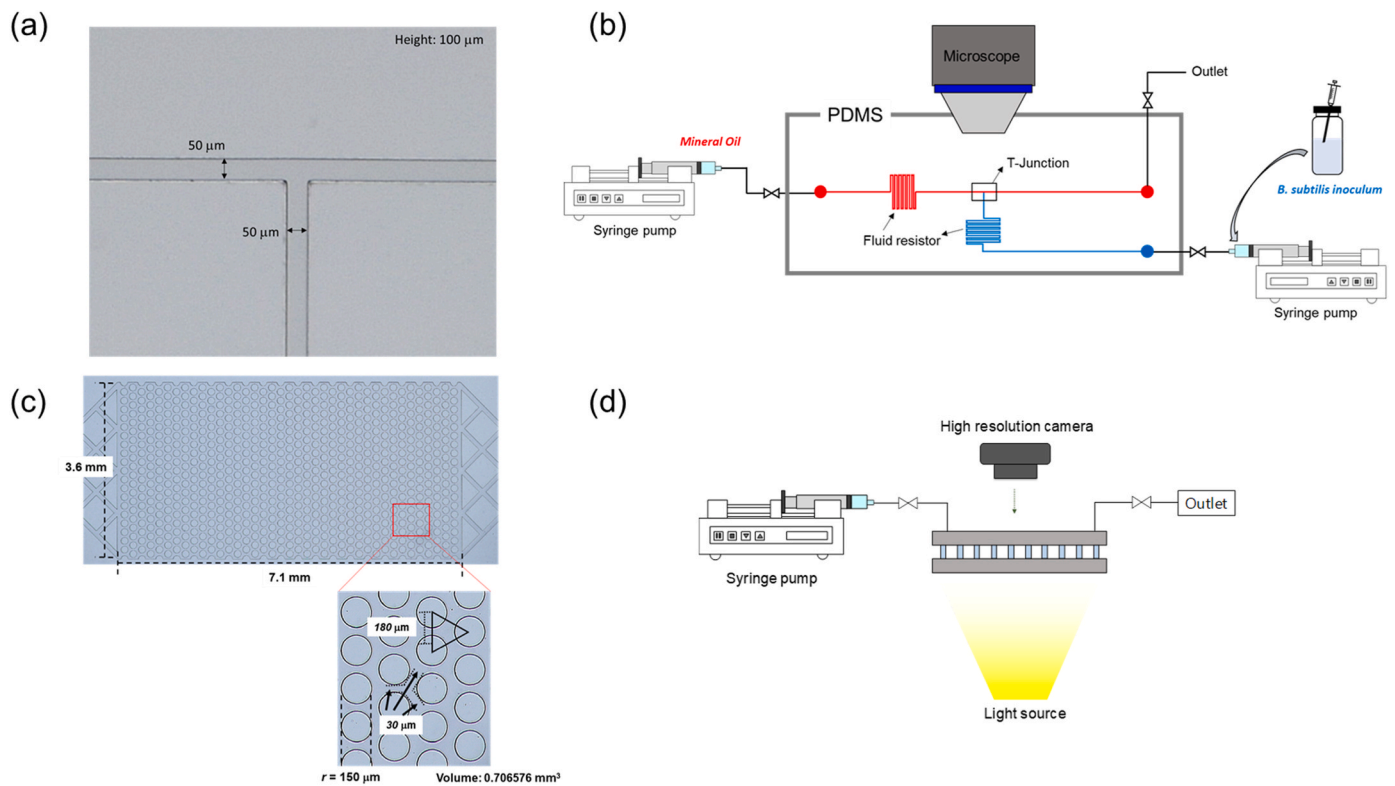 (a)
Height: 100 μm
50 μm
50 μm
(b)
Microscope
Outlet
PDMS
Mineral Oil
T-Junction
B. subtilis inoculum
Syringe pump
Fluid resistor
Syringe pump
(c)
3.6 mm
7.1 mm
180 μm
30 μm
r = 150 μm
Volume: 0.706576 mm³
(d)
High resolution camera
Outlet
Syringe pump
Light source